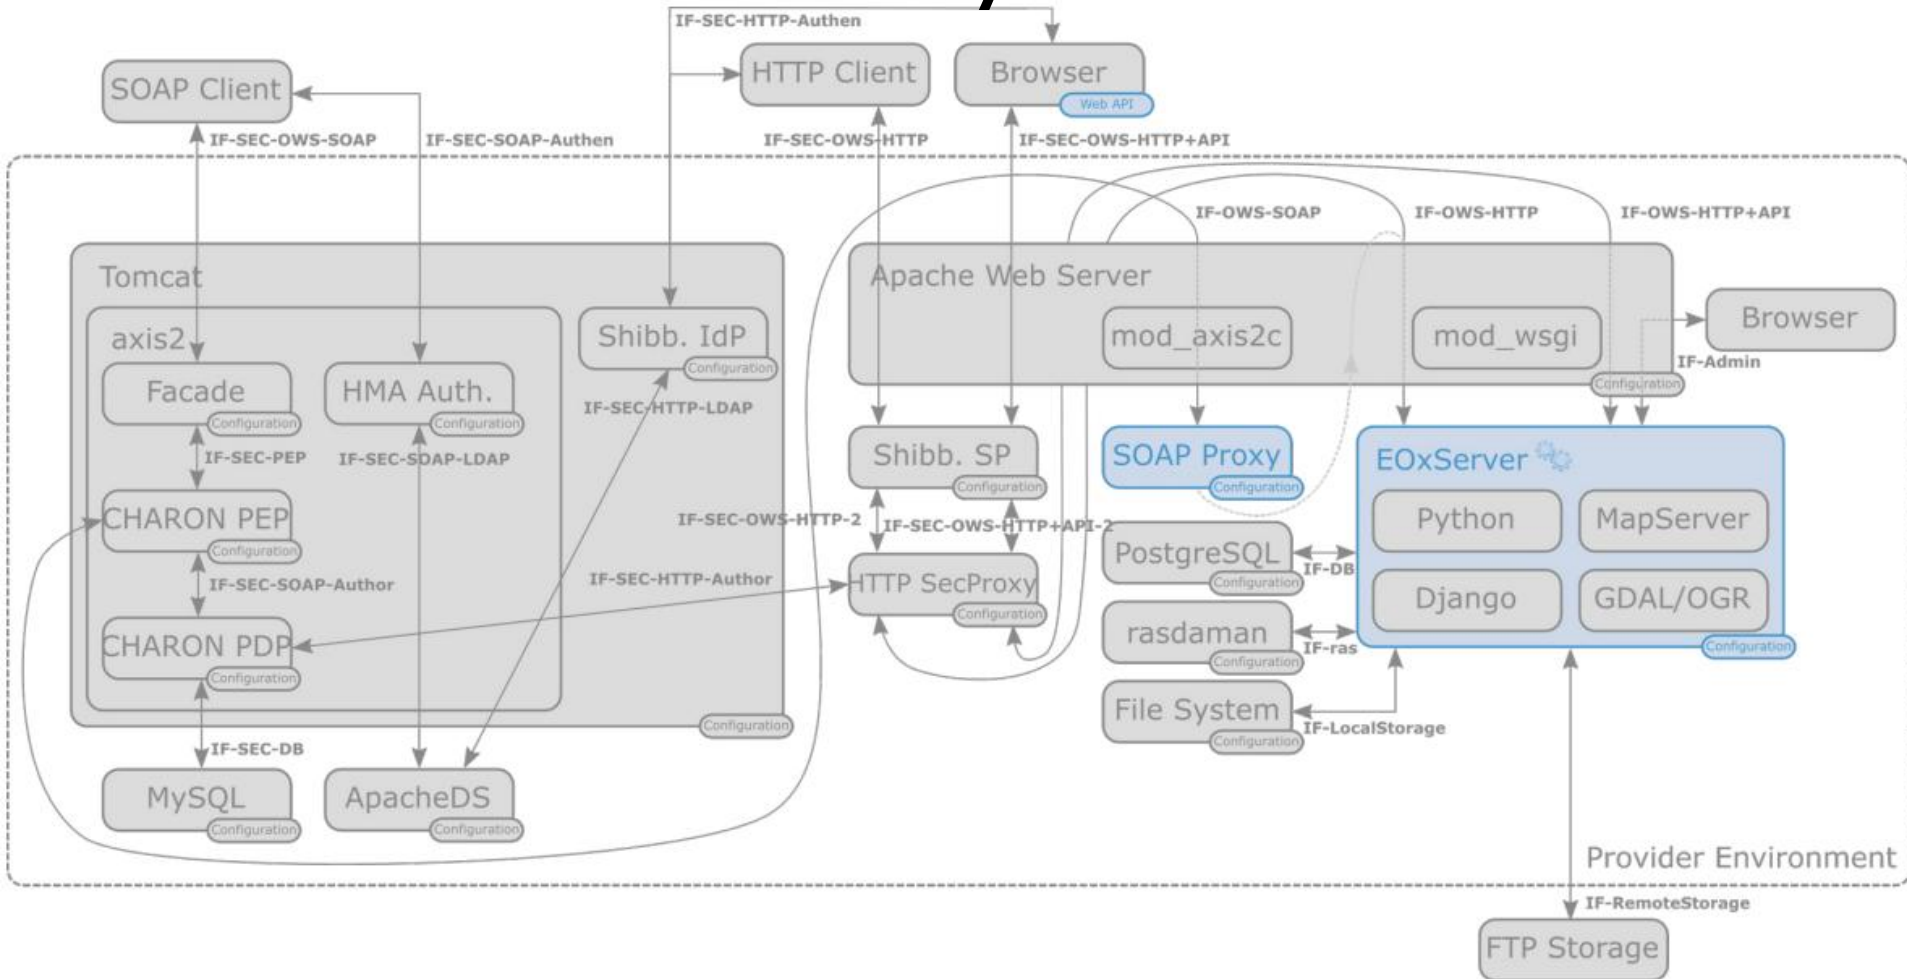 IF-SEC-HTTP-Authen
SOAP Client
HTTP Client
Browser
Web API
IF-SEC-OWS-SOAP
IF-SEC-SOAP-Authen
IF-SEC-OWS-HTTP
IF-SEC-OWS-HTTP+API
IF-OWS-SOAP
IF-OWS-HTTP
IF-OWS-HTTP+API
Tomcat
Apache Web Server
axis2
Shibb. IdP
Configuration
mod_axis2c
mod_wsgi
Configuration
Browser
IF-Admin
Facade
Configuration
HMA Auth.
Configuration
IF-SEC-HTTP-LDAP
IF-SEC-PEP
IF-SEC-SOAP-LDAP
Shibb. SP
Configuration
SOAP Proxy
Configuration
EOxServer
Python
MapServer
Django
GDAL/OGR
Configuration
CHARON PEP
Configuration
IF-SEC-OWS-HTTP-2
IF-SEC-OWS-HTTP+API-2
PostgreSQL
Configuration
IF-DB
IF-SEC-SOAP-Author
IF-SEC-HTTP-Author
HTTP SecProxy
Configuration
CHARON PDP
Configuration
rasdaman
Configuration
IF-ras
File System
Configuration
IF-LocalStorage
Configuration
IF-SEC-DB
MySQL
Configuration
ApacheDS
Configuration
Provider Environment
IF-RemoteStorage
FTP Storage